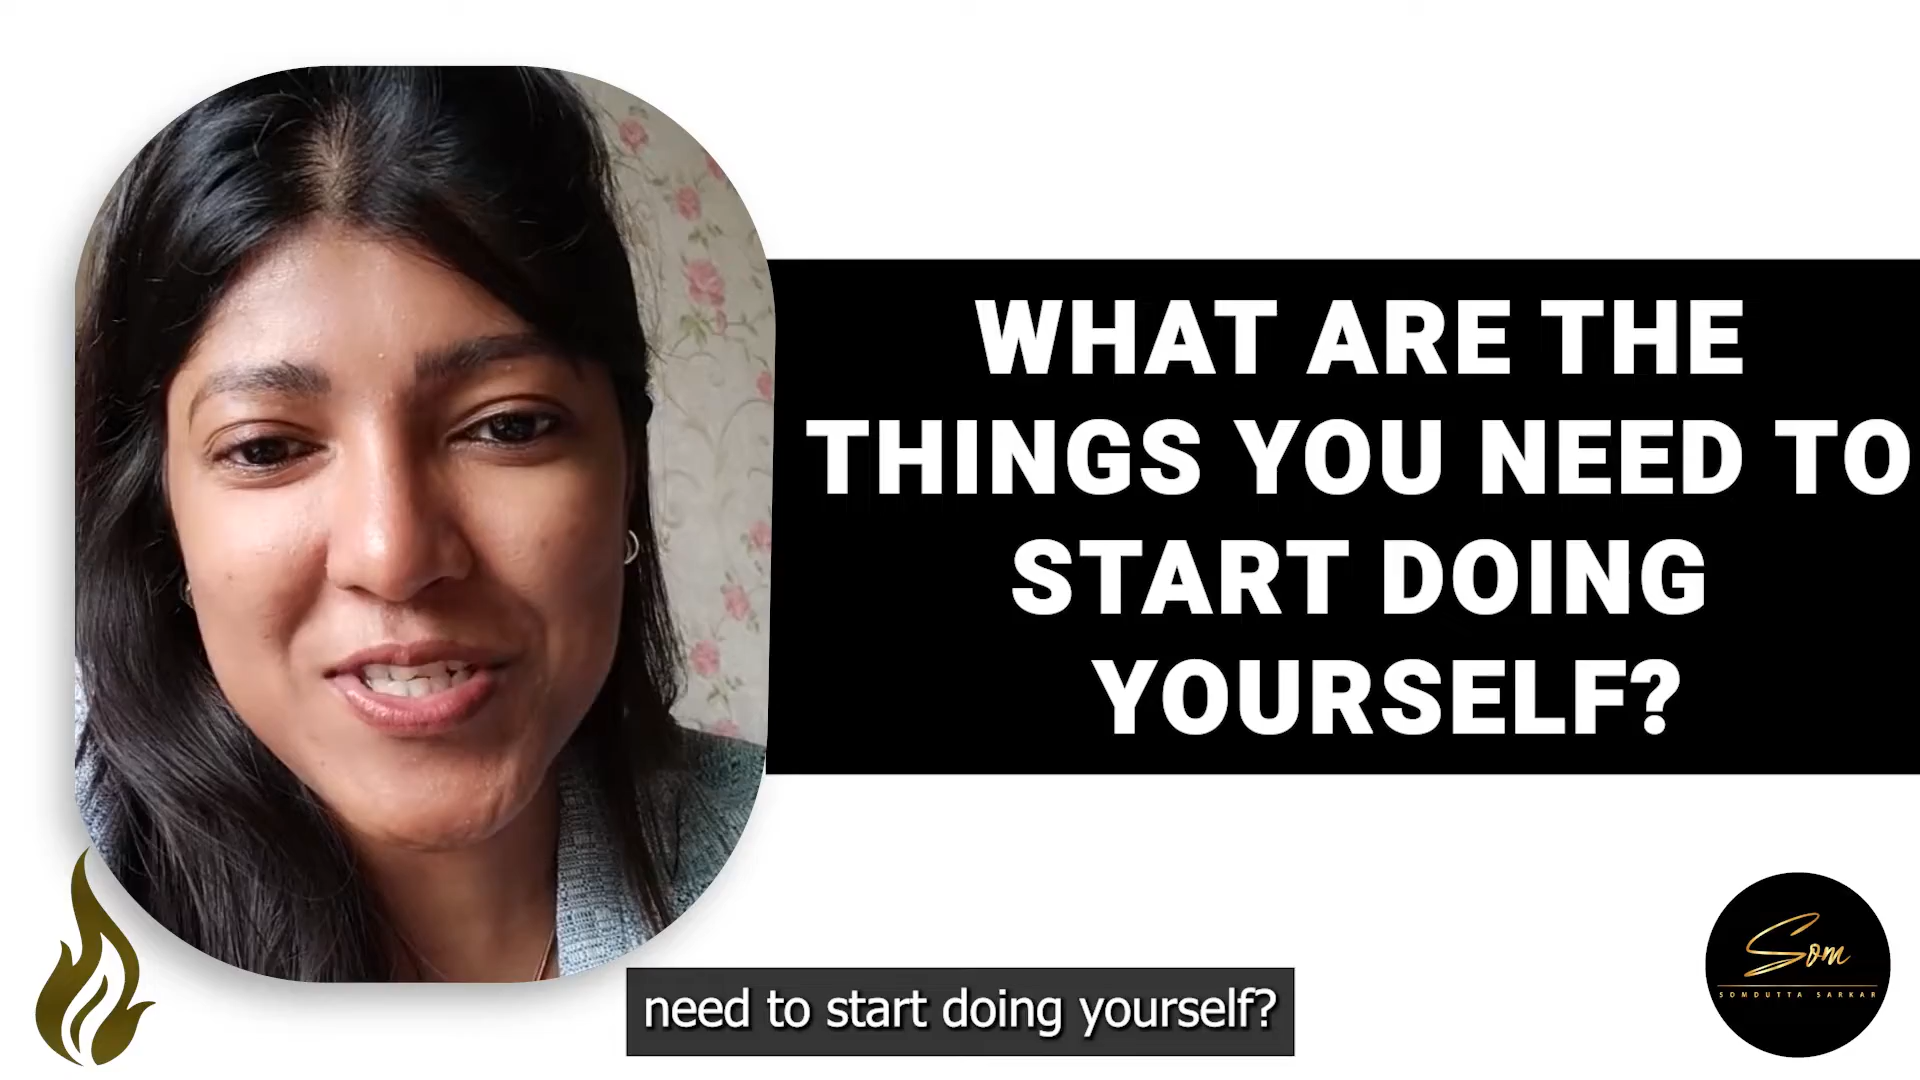 WHAT ARE THE
THINGS YOU NEED TO
START DOING
YOURSELF?
need to start doing yourself?
Som
SOMDUTTA SARKAR